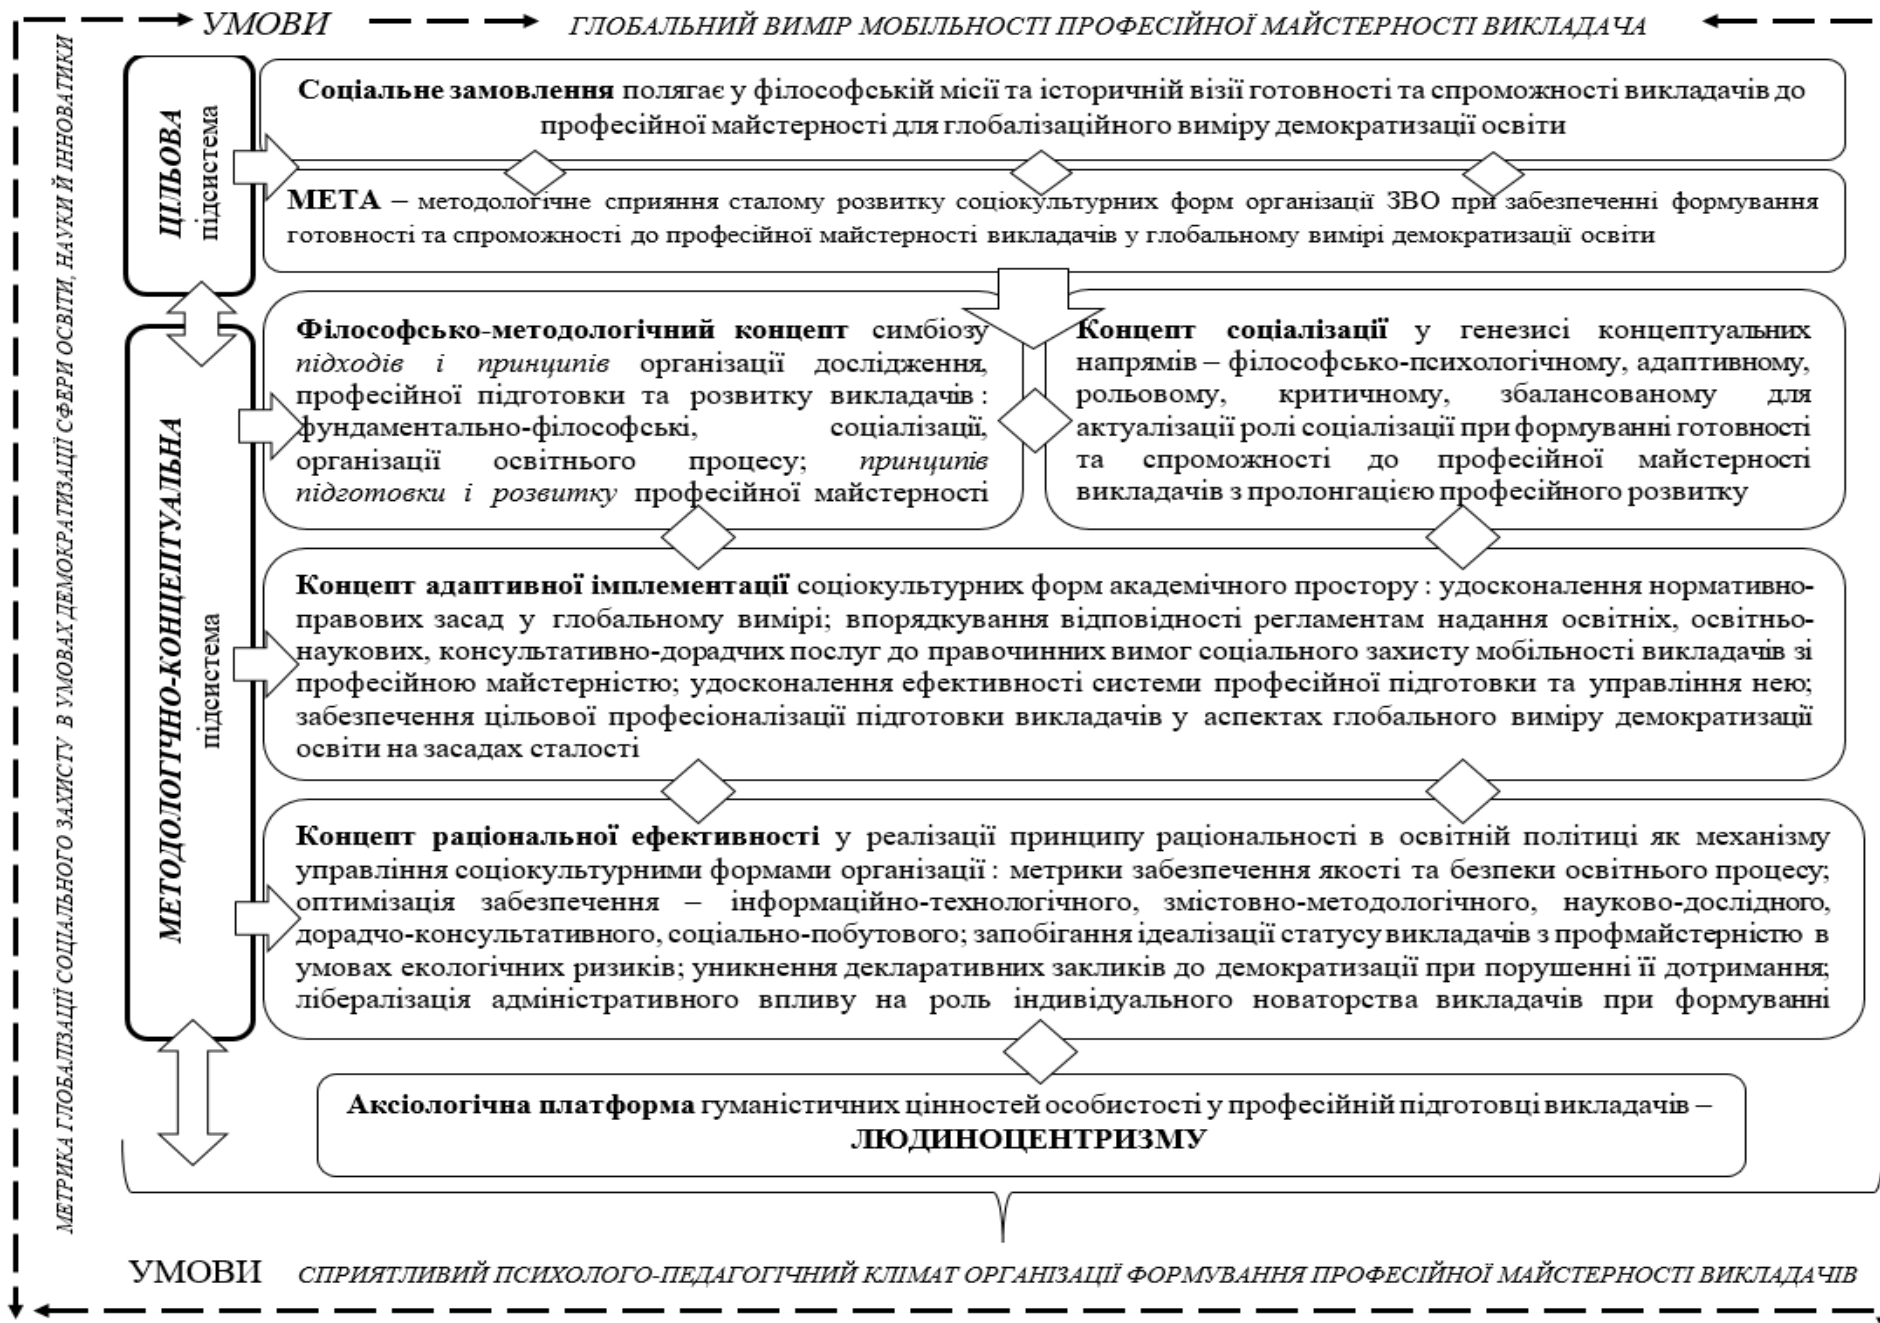 УМОВИ ГЛОБАЛЬНИЙ ВИМІР МОБІЛЬНОСТІ ПРОФЕСІЙНОЇ МАЙСТЕРНОСТІ ВИКЛАДАЧА
МЕТРИКА ГЛОБАЛІЗАЦІЇ СОЦІАЛЬНОГО ЗАХИСТУ В УМОВАХ ДЕМОКРАТИЗАЦІЇ СФЕРИ ОСВІТИ, НАУКИ Й ІННОВАТИКИ
ЦІЛЬОВА
підсистема
Соціальне замовлення полягає у філософській місії та історичній візії готовності та спроможності викладачів до
професійної майстерності для глобалізаційного виміру демократизації освіти
МЕТА – методологічне сприяння сталому розвитку соціокультурних форм організації ЗВО при забезпеченні формування
готовності та спроможності до професійної майстерності викладачів у глобальному вимірі демократизації освіти
МЕТОДОЛОГІЧНО-КОНЦЕПТУАЛЬНА
підсистема
Філософсько-методологічний концепт симбіозу
підходів і принципів організації дослідження,
професійної підготовки та розвитку викладачів :
фундаментально-філософські, соціалізації,
організації освітнього процесу; принципів
підготовки і розвитку професійної майстерності
Концепт соціалізації у генезисі концептуальних
напрямів – філософсько-психологічному, адаптивному,
рольовому, критичному, збалансованому для
актуалізації ролі соціалізації при формуванні готовності
та спроможності до професійної майстерності
викладачів з пролонгацією професійного розвитку
Концепт адаптивної імплементації соціокультурних форм академічного простору : удосконалення нормативно-
правових засад у глобальному вимірі; впорядкування відповідності регламентам надання освітніх, освітньо-
наукових, консультативно-дорадчих послуг до правочинних вимог соціального захисту мобільності викладачів зі
професійною майстерністю; удосконалення ефективності системи професійної підготовки та управління нею;
забезпечення цільової професіоналізації підготовки викладачів у аспектах глобального виміру демократизації
освіти на засадах сталості
Концепт раціональної ефективності у реалізації принципу раціональності в освітній політиці як механізму
управління соціокультурними формами організації : метрики забезпечення якості та безпеки освітнього процесу;
оптимізація забезпечення – інформаційно-технологічного, змістовно-методологічного, науково-дослідного,
дорадчо-консультативного, соціально-побутового; запобігання ідеалізації статусу викладачів з профмайстерністю в
умовах екологічних ризиків; уникнення декларативних закликів до демократизації при порушенні її дотримання;
лібералізація адміністративного впливу на роль індивідуального новаторства викладачів при формуванні
Аксіологічна платформа гуманістичних цінностей особистості у професійній підготовці викладачів –
ЛЮДИНОЦЕНТРИЗМУ
УМОВИ СПРИЯТЛИВИЙ ПСИХОЛОГО-ПЕДАГОГІЧНИЙ КЛІМАТ ОРГАНІЗАЦІЇ ФОРМУВАННЯ ПРОФЕСІЙНОЇ МАЙСТЕРНОСТІ ВИКЛАДАЧІВ